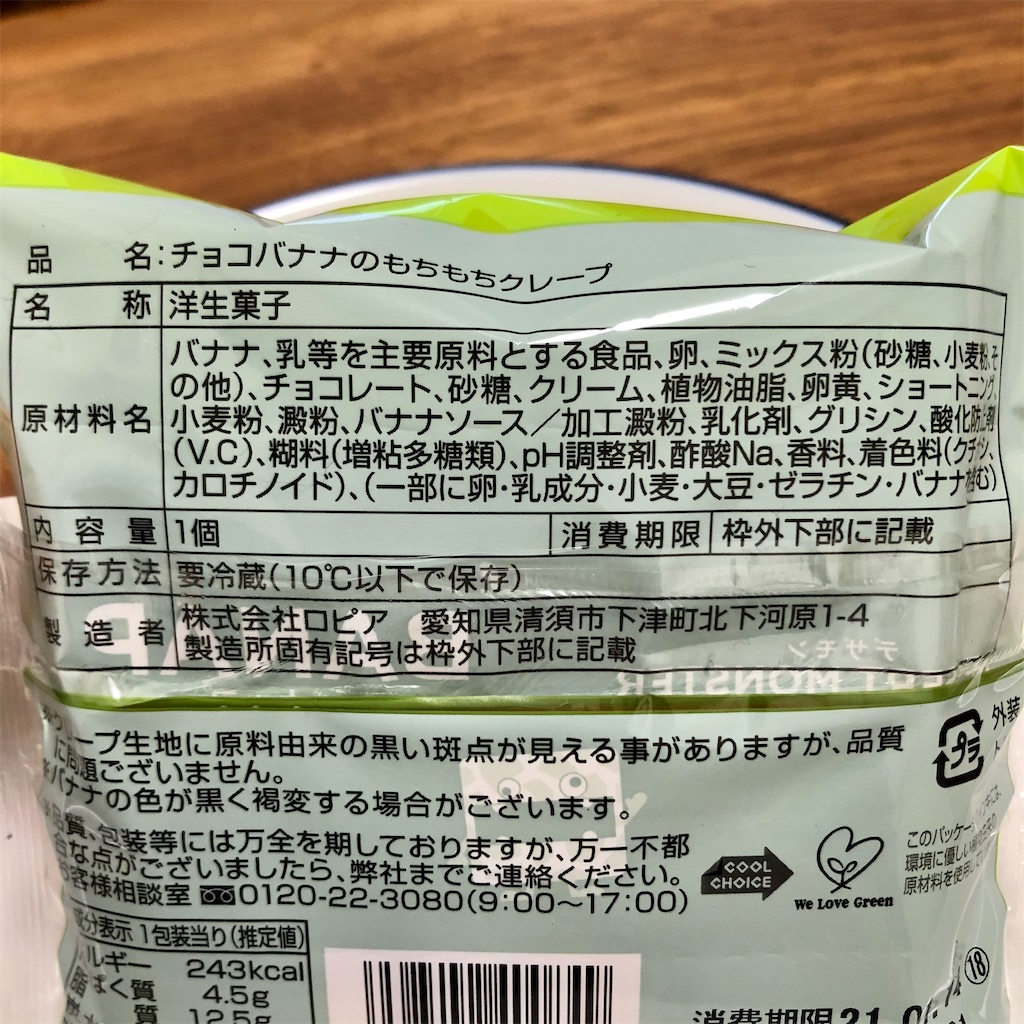 品 名:チョコバナナのもちもちクレープ
名 称 洋生菓子
原材料名
バナナ、乳等を主要原料とする食品、卵、ミックス粉(砂糖、小麦粉、そ
の他)、チョコレート、砂糖、クリーム、植物油脂、卵黄、ショートニング、
小麦粉、澱粉、バナナソース/加工澱粉、乳化剤、グリシン、酸化防止剤
(V.C)、糊料(増粘多糖類)、pH調整剤、酢酸Na、香料、着色料(クチナシ、
カロチノイド)、(一部に卵・乳成分・小麦・大豆・ゼラチン・バナナを含む)
内容量 1個 消費期限 枠外下部に記載
保存方法 要冷蔵(10℃以下で保存)
製造者 株式会社ロピア 愛知県清須市下津町北下河原1-4
製造所固有記号は枠外下部に記載
デザモン
MONSTER
ープ生地に原料由来の黒い斑点が見える事がありますが、品質
に問題ございません。
※バナナの色が黒く褐変する場合がございます。
品質、包装等には万全を期しておりますが、万一不都
合な点がございましたら、弊社までご連絡ください。
お客様相談室 0120-22-3080(9:00〜17:00)
プラ
外装
COOL
CHOICE
We Love Green
このパッケー
環境に優しい
原材料を使用し
成分表示 1包装当り(推定値)
ルギー 243kcal
ぱく質 4.5g
脂 質 12.5g
消費期限 21.
18